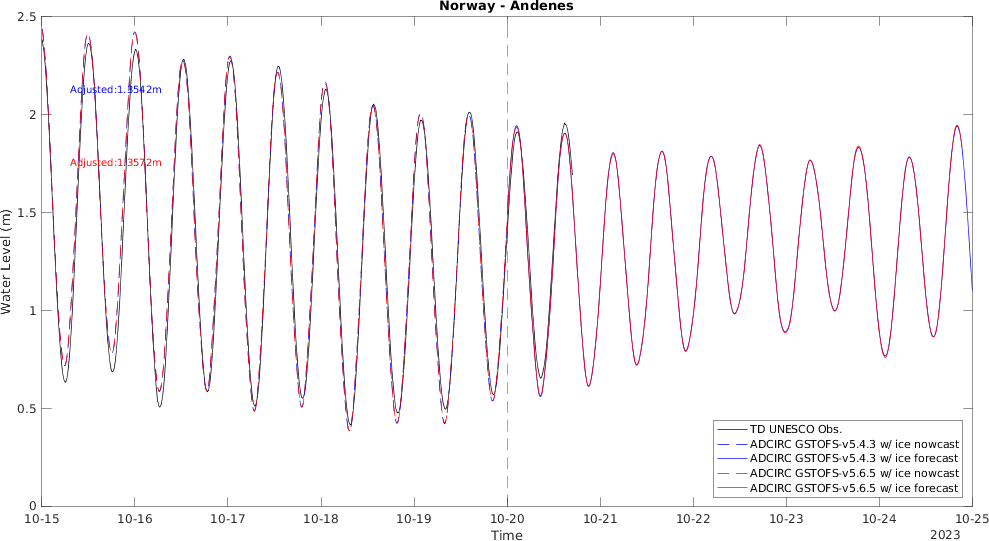 Norway - Andenes
2.5
2
1.5
1
0.5
0
Water Level (m)
Adjusted:1.3542m
Adjusted:1.3572m
10-15
10-16
10-17
10-18
10-19
10-20
10-21
10-22
10-23
10-24
10-25
Time
2023
TD UNESCO Obs.
ADCIRC GSTOFS-v5.4.3 w/ ice nowcast
ADCIRC GSTOFS-v5.4.3 w/ ice forecast
ADCIRC GSTOFS-v5.6.5 w/ ice nowcast
ADCIRC GSTOFS-v5.6.5 w/ ice forecast